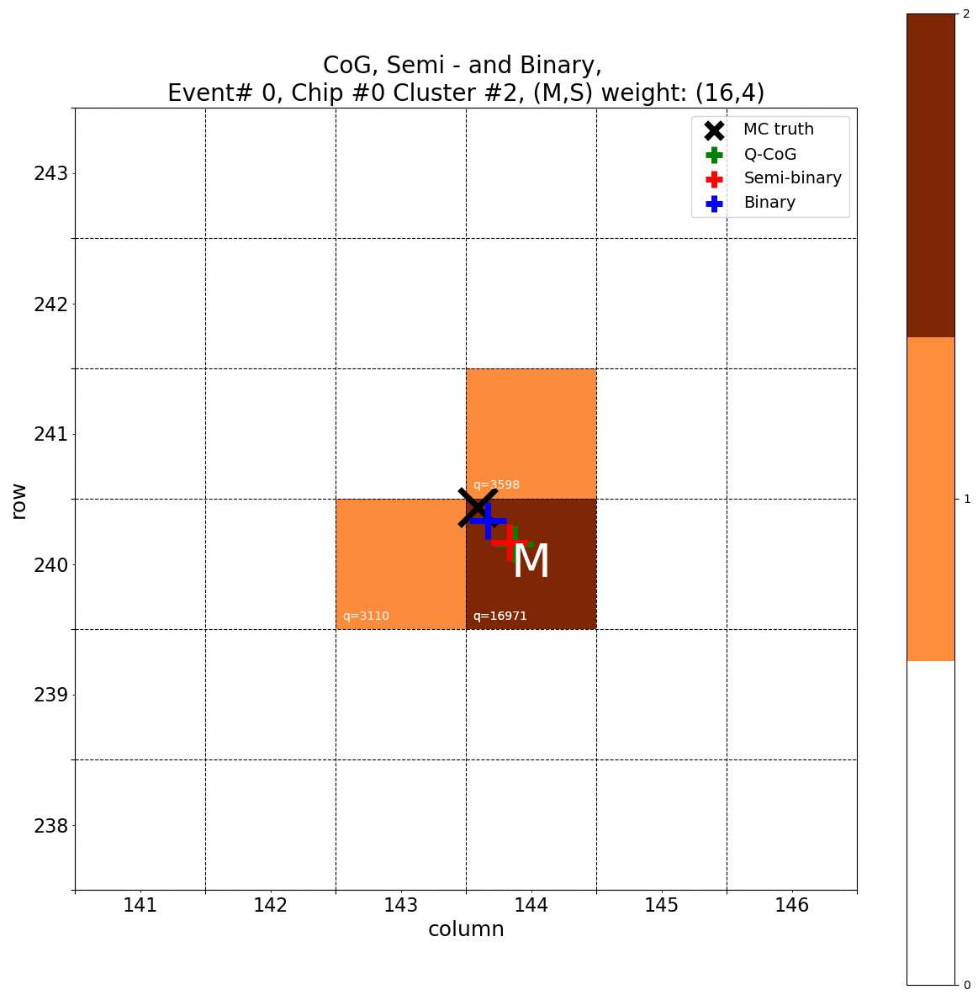 CoG, Semi - and Binary,
Event# 0, Chip #0 Cluster #2, (M,S) weight: (16,4)
MC truth
Q-CoG
Semi-binary
Binary
2
1
0
243
242
241
240
239
238
row
q=3598
M
q=3110
q=16971
141
142
143
144
145
146
column